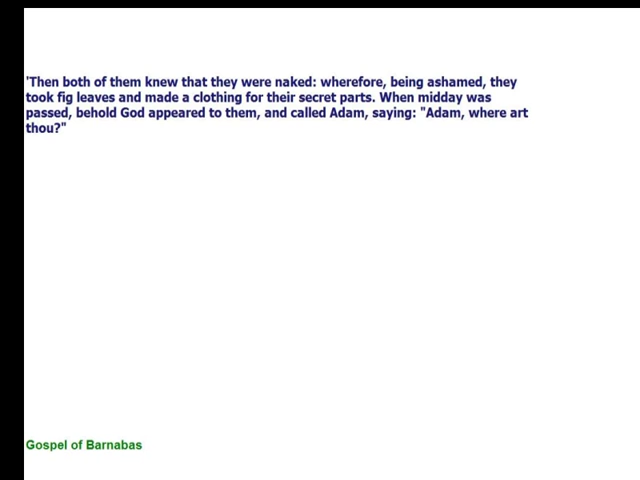 'Then both of them knew that they were naked: wherefore, being ashamed, they
took fig leaves and made a clothing for their secret parts. When midday was
passed, behold God appeared to them, and called Adam, saying: "Adam, where art
thou?"
Gospel of Barnabas